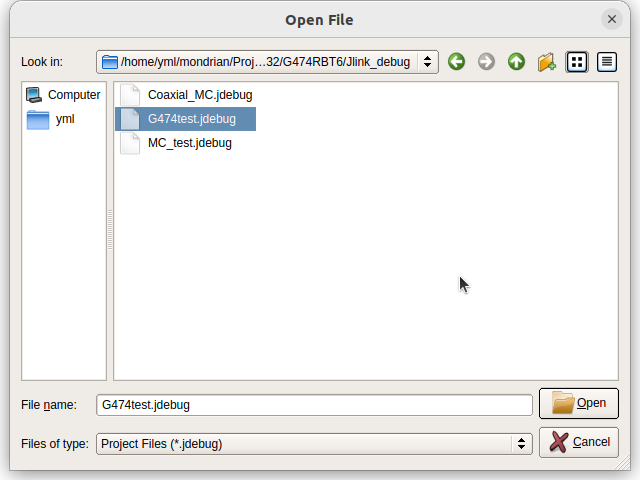 Open File
Look in: /home/yml/mondrian/Proj...32/G474RBT6/Jlink_debug
Computer
yml
Coaxial_MC.jdebug
G474test.jdebug
MC_test.jdebug
File name: G474test.jdebug
Open
Files of type: Project Files (*.jdebug)
Cancel